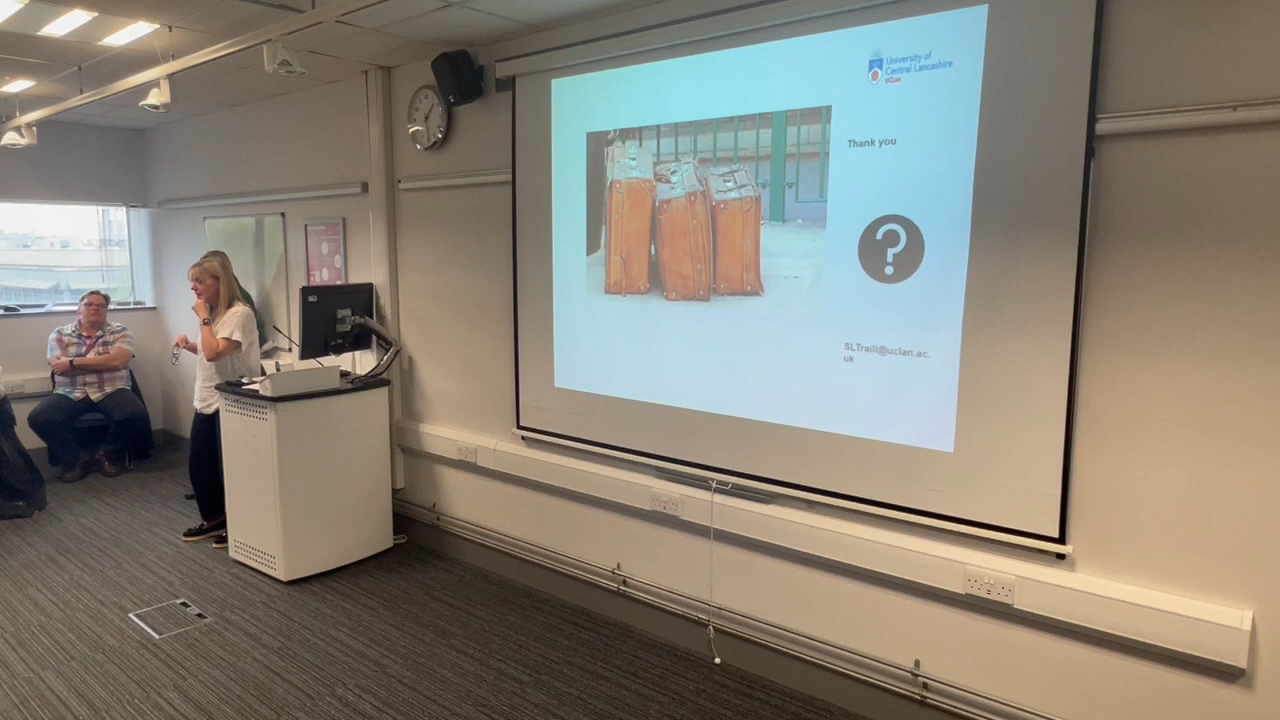 University of
Central Lancashire
UCLan
Thank you
?
SLTraill@uclan.ac.
uk